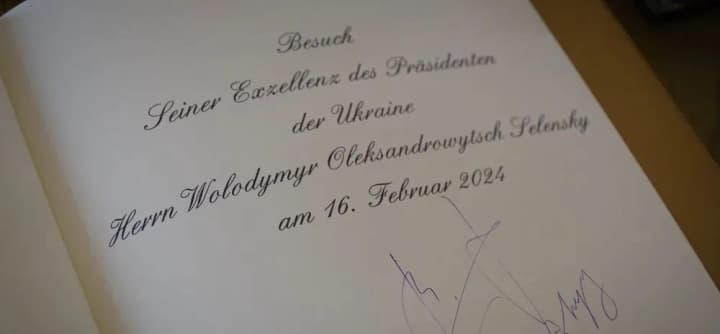 Besuch
Seiner Exzellenz des Präsidenten
der Ukraine
Herrn Wolodymyr Oleksandrowytsch Selensky
am 16. Februar 2024